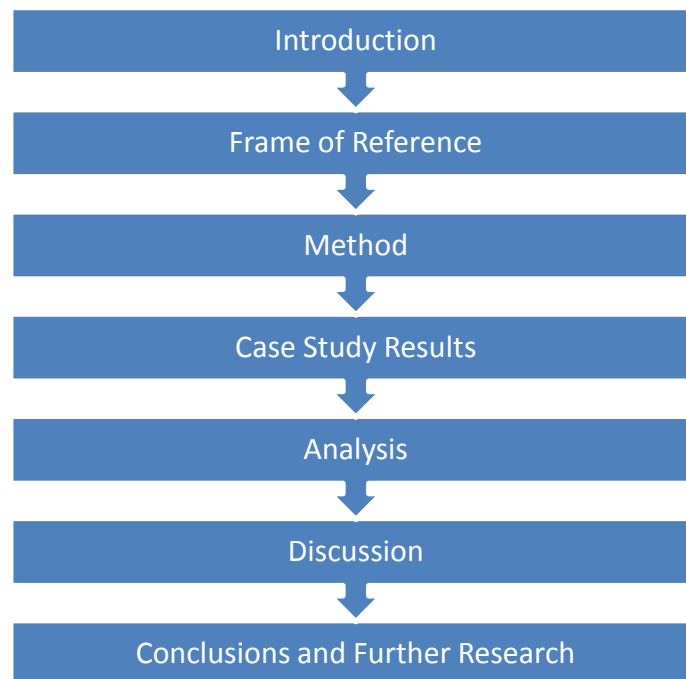 Introduction
Frame of Reference
Method
Case Study Results
Analysis
Discussion
Conclusions and Further Research